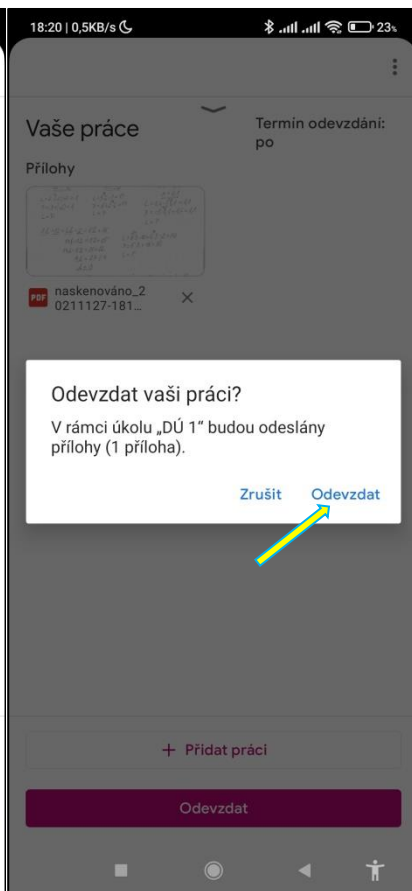 18:20 | 0,5KB/s
23%
Vaše práce
Termín odevzdání:
po
Přílohy
PDF
naskenováno_2
0211127-181…
Odevzdat vaši práci?
V rámci úkolu „DÚ 1“ budou odeslány
přílohy (1 příloha).
Zrušit Odevzdat
+ Přidat práci
Odevzdat